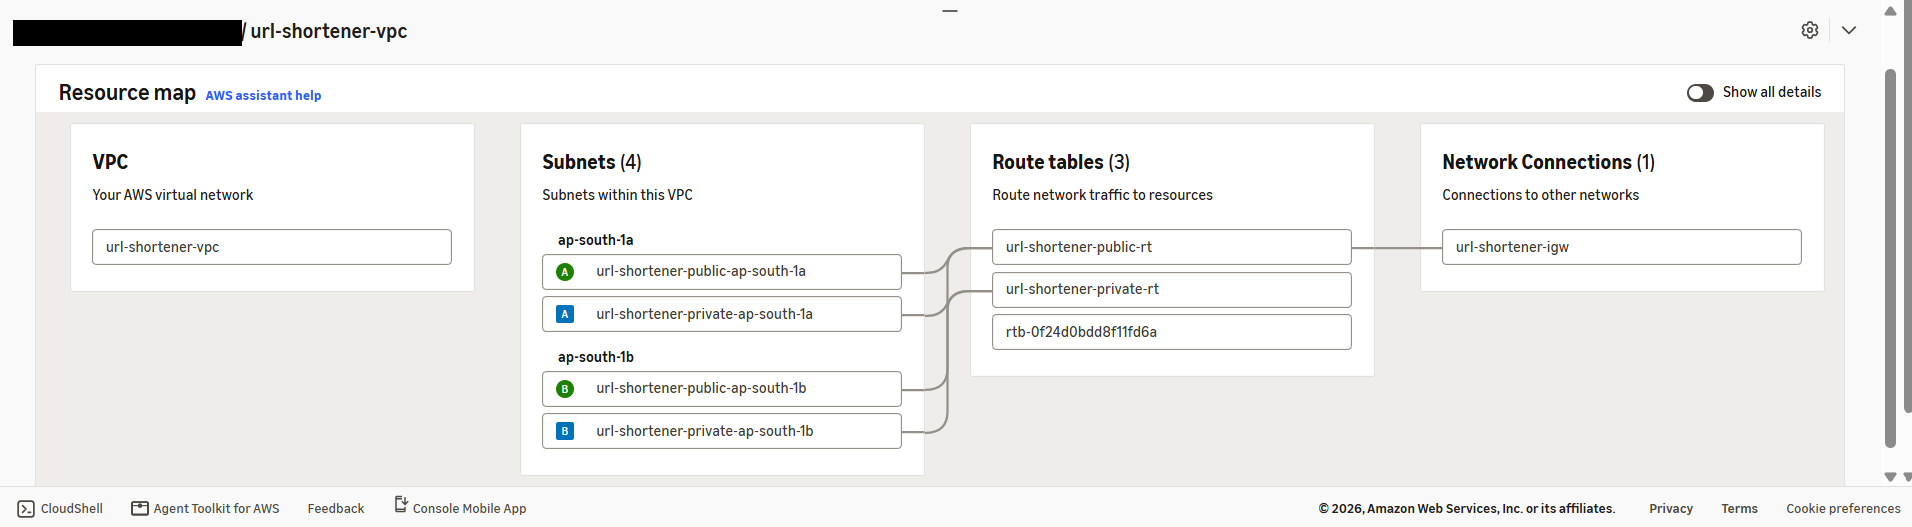 / url-shortener-vpc
Resource map AWS assistant help
Show all details
VPC
Your AWS virtual network
url-shortener-vpc
Subnets (4)
Subnets within this VPC
ap-south-1a
A url-shortener-public-ap-south-1a
A url-shortener-private-ap-south-1a
ap-south-1b
B url-shortener-public-ap-south-1b
B url-shortener-private-ap-south-1b
Route tables (3)
Route network traffic to resources
url-shortener-public-rt
url-shortener-private-rt
rtb-0f24d0bdd8f11fd6a
Network Connections (1)
Connections to other networks
url-shortener-igw
CloudShell Agent Toolkit for AWS Feedback Console Mobile App © 2026, Amazon Web Services, Inc. or its affiliates. Privacy Terms Cookie preferences